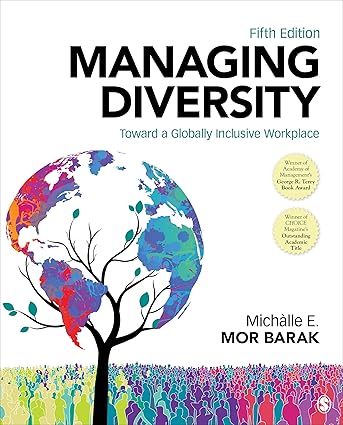 Fifth Edition
MANAGING
DIVERSITY
Toward a Globally Inclusive Workplace
Winner of
Academy of
Management's
George R. Terry
Book Award
Winner of
CHOICE
Magazine's
Outstanding
Academic
Title
Michàlle E.
MOR BARAK
S